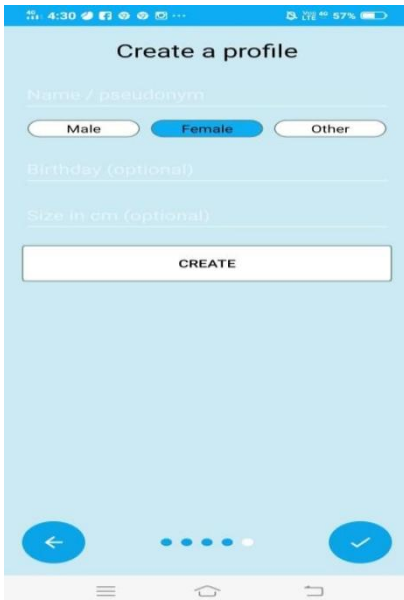 4:30 57%
Create a profile
Name / pseudonym
Male Female Other
Birthday (optional)
Size in cm (optional)
CREATE